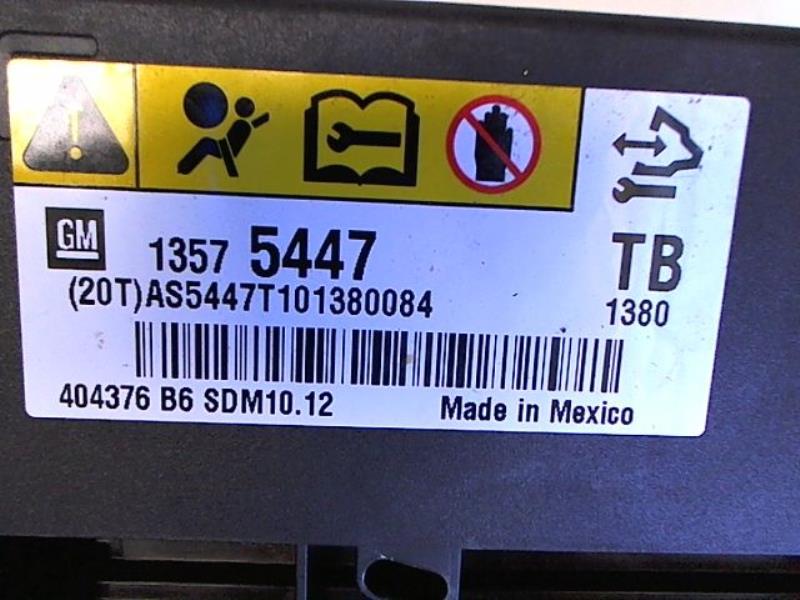 GM
1357 5447
TB
(20T)AS5447T101380084
1380
404376 B6 SDM10.12
Made in Mexico